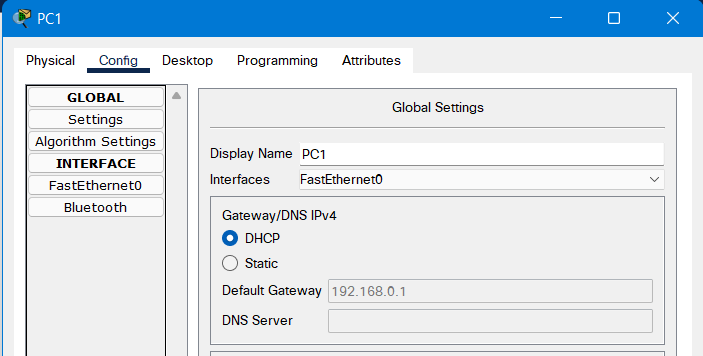 PC1
Physical Config Desktop Programming Attributes
GLOBAL
Settings
Algorithm Settings
INTERFACE
FastEthernet0
Bluetooth
Global Settings
Display Name PC1
Interfaces FastEthernet0
Gateway/DNS IPv4
DHCP
Static
Default Gateway 192.168.0.1
DNS Server